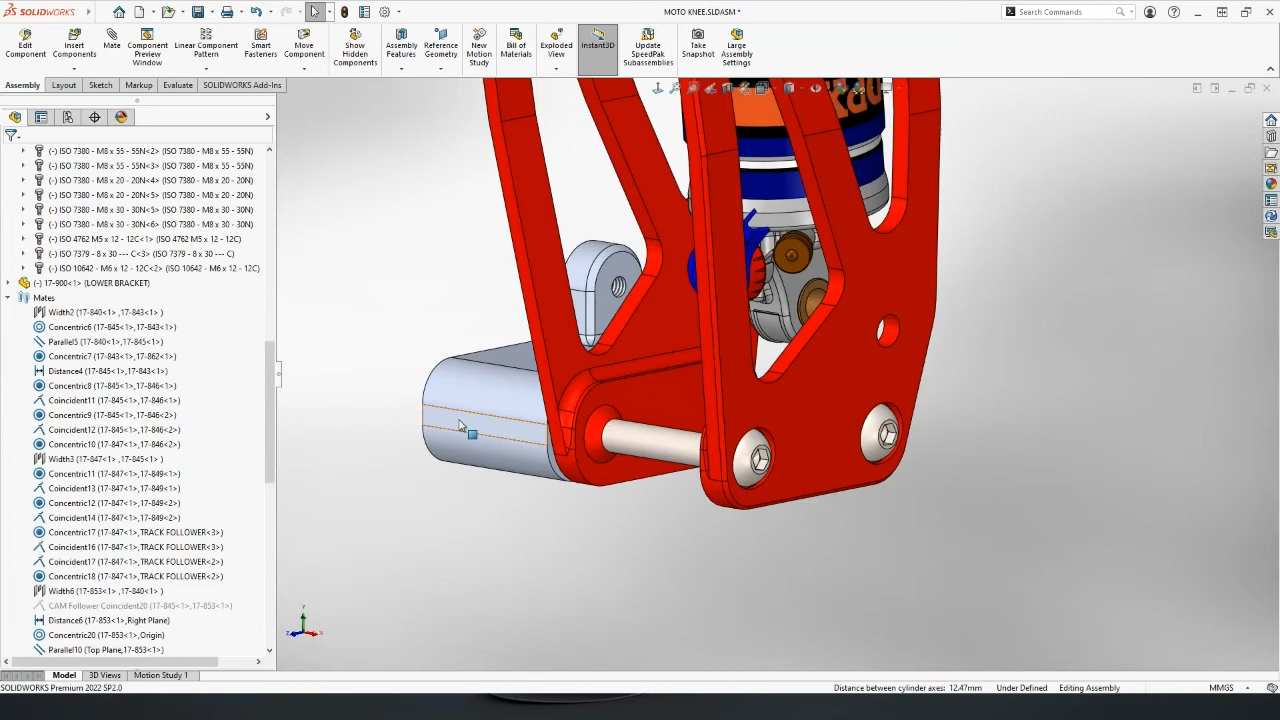 SOLIDWORKS
MOTO KNEE.SLDASM *
Search Commands
Edit Component
Insert Components
Mate
Component Preview Window
Linear Component Pattern
Smart Fasteners
Move Component
Show Hidden Components
Assembly Features
Reference Geometry
New Motion Study
Bill of Materials
Exploded View
Instant3D
Update SpeedPak Subassemblies
Take Snapshot
Large Assembly Settings
Assembly Layout Sketch Markup Evaluate SOLIDWORKS Add-Ins
(-) ISO 7380 - M8 x 55 - 55N<2> (ISO 7380 - M8 x 55 - 55N)
(-) ISO 7380 - M8 x 55 - 55N<3> (ISO 7380 - M8 x 55 - 55N)
(-) ISO 7380 - M8 x 20 - 20N<4> (ISO 7380 - M8 x 20 - 20N)
(-) ISO 7380 - M8 x 20 - 20N<5> (ISO 7380 - M8 x 20 - 20N)
(-) ISO 7380 - M8 x 30 - 30N<5> (ISO 7380 - M8 x 30 - 30N)
(-) ISO 7380 - M8 x 30 - 30N<6> (ISO 7380 - M8 x 30 - 30N)
(-) ISO 4762 M5 x 12 - 12C<1> (ISO 4762 M5 x 12 - 12C)
(-) ISO 7379 - 8 x 30 --- C<3> (ISO 7379 - 8 x 30 --- C)
(-) ISO 10642 - M6 x 12 - 12C<2> (ISO 10642 - M6 x 12 - 12C)
(-) 17-900<1> (LOWER BRACKET)
Mates
Width2 (17-840<1> ,17-843<1> )
Concentric6 (17-845<1>,17-843<1>)
Parallel5 (17-840<1>,17-845<1>)
Concentric7 (17-843<1>,17-862<1>)
Distance4 (17-845<1>,17-843<1>)
Concentric8 (17-845<1>,17-846<1>)
Coincident11 (17-845<1>,17-846<1>)
Concentric9 (17-845<1>,17-846<2>)
Coincident12 (17-845<1>,17-846<2>)
Concentric10 (17-847<1>,17-846<2>)
Width3 (17-847<1> ,17-845<1> )
Concentric11 (17-847<1>,17-849<1>)
Coincident13 (17-847<1>,17-849<1>)
Concentric12 (17-847<1>,17-849<2>)
Coincident14 (17-847<1>,17-849<2>)
Concentric17 (17-847<1>,TRACK FOLLOWER<3>)
Coincident16 (17-847<1>,TRACK FOLLOWER<3>)
Coincident17 (17-847<1>,TRACK FOLLOWER<2>)
Concentric18 (17-847<1>,TRACK FOLLOWER<2>)
Width6 (17-853<1> ,17-840<1> )
CAM Follower Coincident20 (17-845<1>,17-853<1>)
Distance6 (17-853<1>,Right Plane)
Concentric20 (17-853<1>,Origin)
Parallel10 (Top Plane,17-853<1>)
Y
Z
X
Model 3D Views Motion Study 1
SOLIDWORKS Premium 2022 SP2.0
Distance between cylinder axes: 12.47mm Under Defined Editing Assembly MMGS